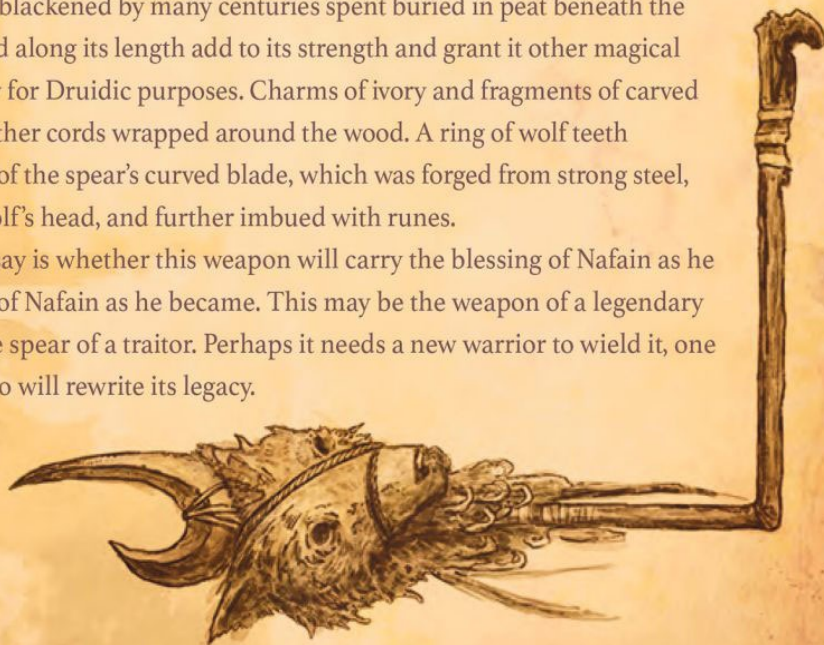 blackened by many centuries spent buried in peat beneath the
d along its length add to its strength and grant it other magical
for Druidic purposes. Charms of ivory and fragments of carved
ther cords wrapped around the wood. A ring of wolf teeth
of the spear’s curved blade, which was forged from strong steel,
olf’s head, and further imbued with runes.
ay is whether this weapon will carry the blessing of Nafain as he
of Nafain as he became. This may be the weapon of a legendary
e spear of a traitor. Perhaps it needs a new warrior to wield it, one
o will rewrite its legacy.